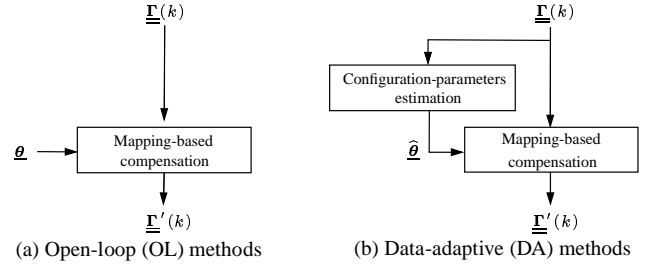 Γ(k) Γ(k)
Configuration-parameters
estimation
θ Mapping-based
compensation
θ̂ Mapping-based
compensation
Γ′(k) Γ′(k)
(a) Open-loop (OL) methods (b) Data-adaptive (DA) methods